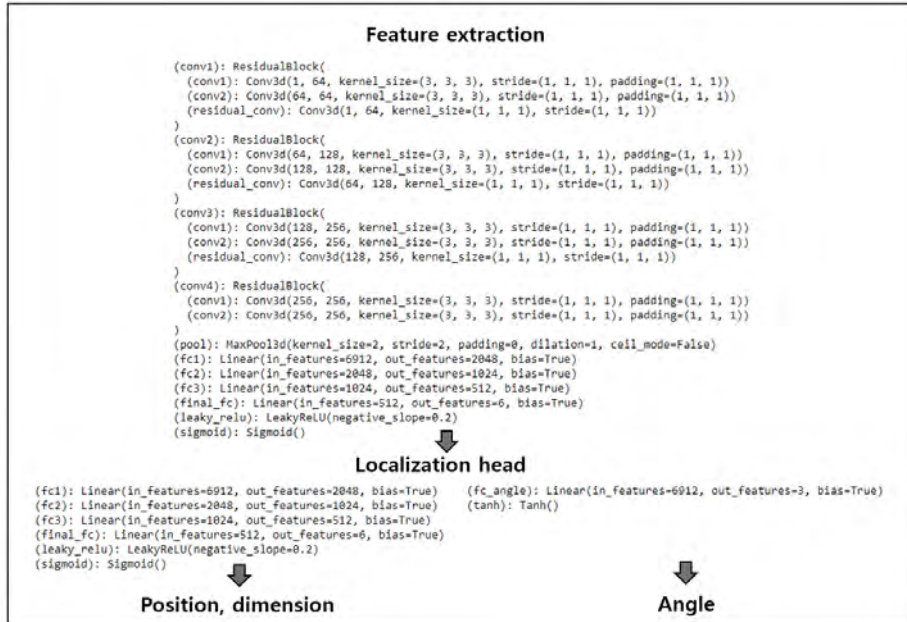 Feature extraction
(conv1): ResidualBlock(
(conv1): Conv3d(1, 64, kernel_size=(3, 3, 3), stride=(1, 1, 1), padding=(1, 1, 1))
(conv2): Conv3d(64, 64, kernel_size=(3, 3, 3), stride=(1, 1, 1), padding=(1, 1, 1))
(residual_conv): Conv3d(1, 64, kernel_size=(1, 1, 1), stride=(1, 1, 1))
)
(conv2): ResidualBlock(
(conv1): Conv3d(64, 128, kernel_size=(3, 3, 3), stride=(1, 1, 1), padding=(1, 1, 1))
(conv2): Conv3d(128, 128, kernel_size=(3, 3, 3), stride=(1, 1, 1), padding=(1, 1, 1))
(residual_conv): Conv3d(64, 128, kernel_size=(1, 1, 1), stride=(1, 1, 1))
)
(conv3): ResidualBlock(
(conv1): Conv3d(128, 256, kernel_size=(3, 3, 3), stride=(1, 1, 1), padding=(1, 1, 1))
(conv2): Conv3d(256, 256, kernel_size=(3, 3, 3), stride=(1, 1, 1), padding=(1, 1, 1))
(residual_conv): Conv3d(128, 256, kernel_size=(1, 1, 1), stride=(1, 1, 1))
)
(conv4): ResidualBlock(
(conv1): Conv3d(256, 256, kernel_size=(3, 3, 3), stride=(1, 1, 1), padding=(1, 1, 1))
(conv2): Conv3d(256, 256, kernel_size=(3, 3, 3), stride=(1, 1, 1), padding=(1, 1, 1))
)
(pool): MaxPool3d(kernel_size=2, stride=2, padding=0, dilation=1, ceil_mode=False)
(fc1): Linear(in_features=6912, out_features=2048, bias=True)
(fc2): Linear(in_features=2048, out_features=1024, bias=True)
(fc3): Linear(in_features=1024, out_features=512, bias=True)
(final_fc): Linear(in_features=512, out_features=6, bias=True)
(leaky_relu): LeakyReLU(negative_slope=0.2)
(sigmoid): Sigmoid()
Localization head
(fc1): Linear(in_features=6912, out_features=2048, bias=True)
(fc2): Linear(in_features=2048, out_features=1024, bias=True)
(fc3): Linear(in_features=1024, out_features=512, bias=True)
(final_fc): Linear(in_features=512, out_features=6, bias=True)
(leaky_relu): LeakyReLU(negative_slope=0.2)
(sigmoid): Sigmoid()
(fc_angle): Linear(in_features=6912, out_features=3, bias=True)
(tanh): Tanh()
Position, dimension
Angle